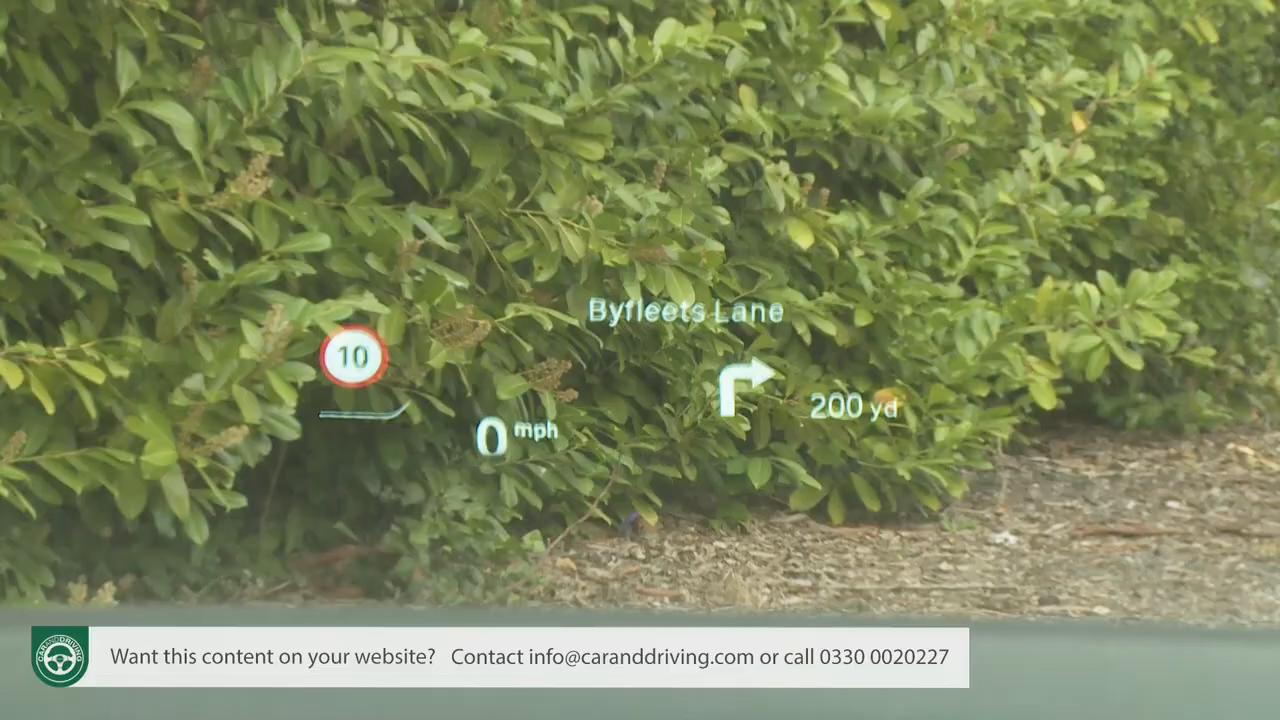 Byfleets Lane
10
200 yd
0 mph
CARANDDRIVING
Want this content on your website? Contact info@caranddriving.com or call 0330 0020227